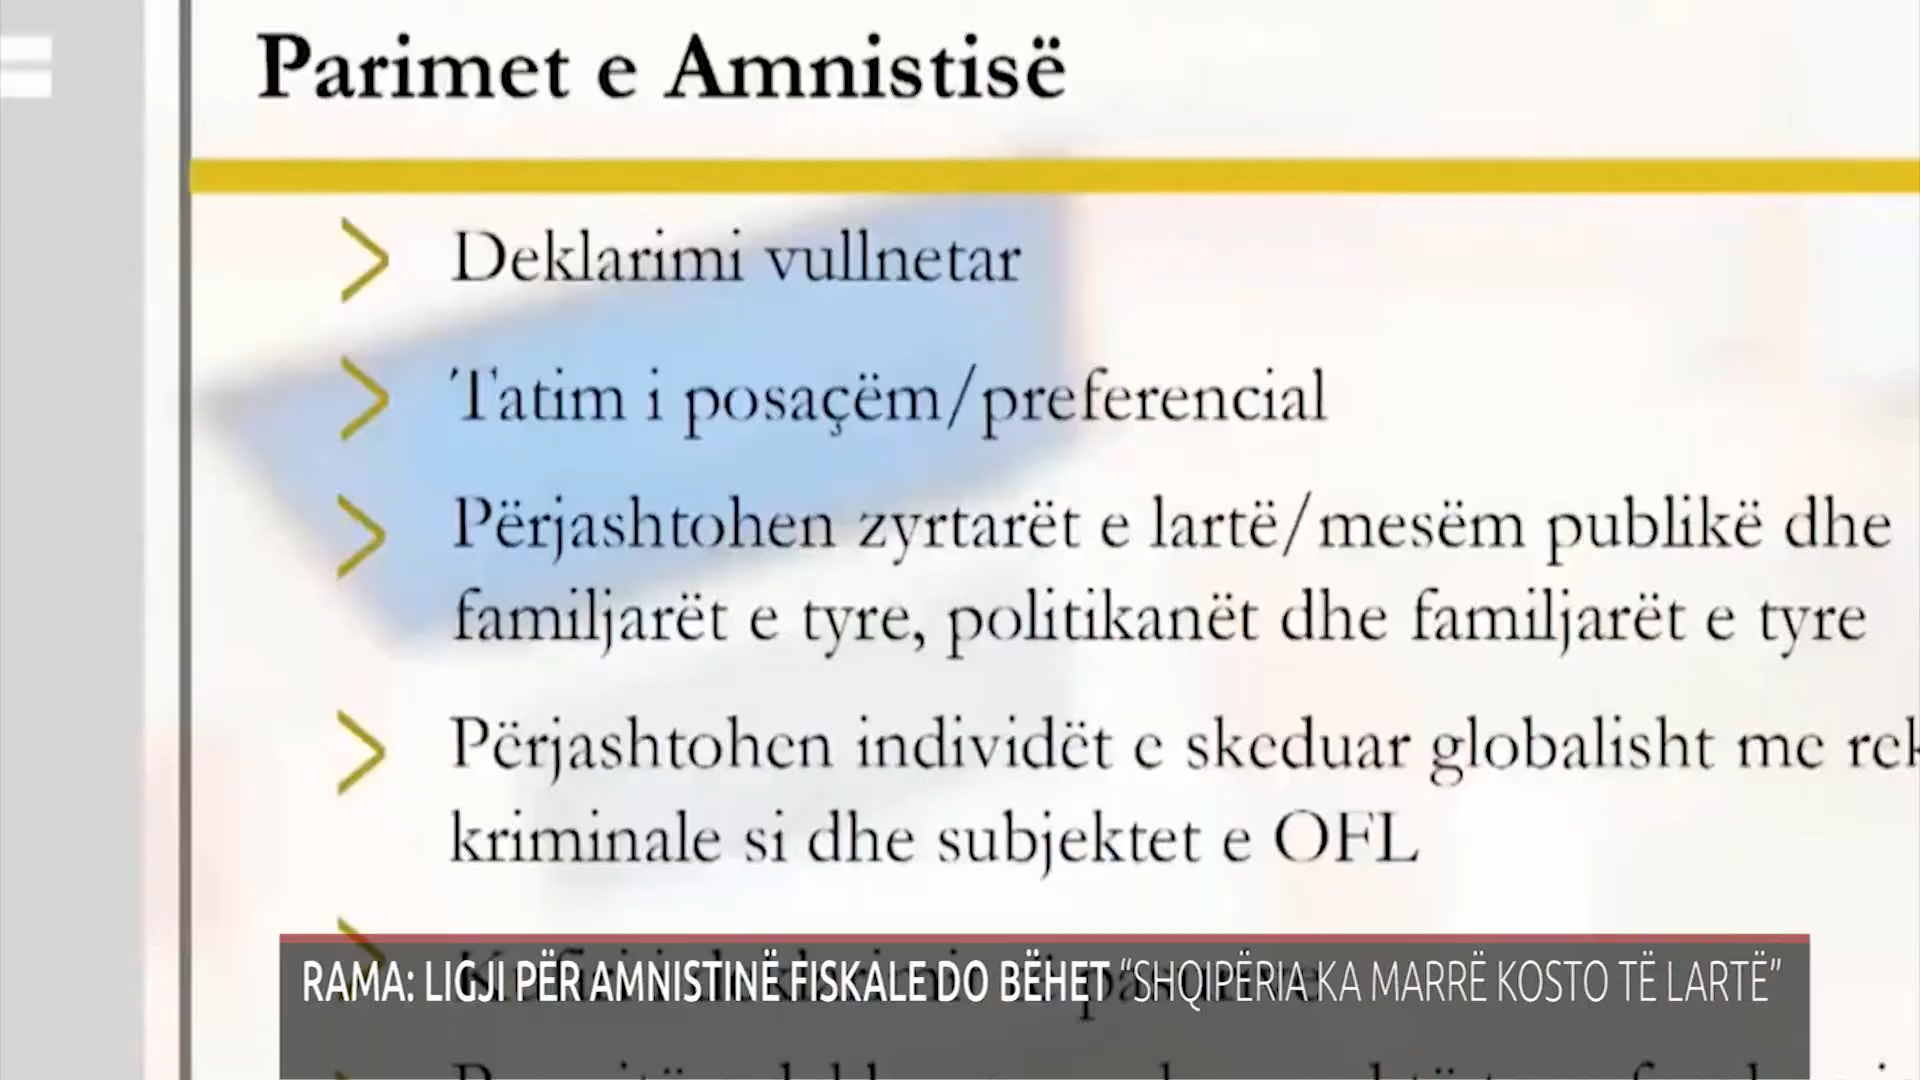 Parimet e Amnistisë
Deklarimi vullnetar
Tatim i posaçëm/preferencial
Përjashtohen zyrtarët e lartë/mesëm publikë dhe
familjarët e tyre, politikanët dhe familjarët e tyre
Përjashtohen individët e skeduar globalisht me
kriminale si dhe subjektet e OFL
RAMA: LIGJI PËR AMNISTINË FISKALE DO BËHET “SHQIPËRIA KA MARRË KOSTO TË LARTË”